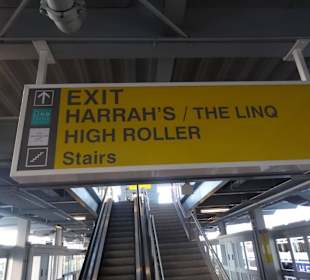 EXIT
HARRAH'S / THE LINQ
HIGH ROLLER
Stairs